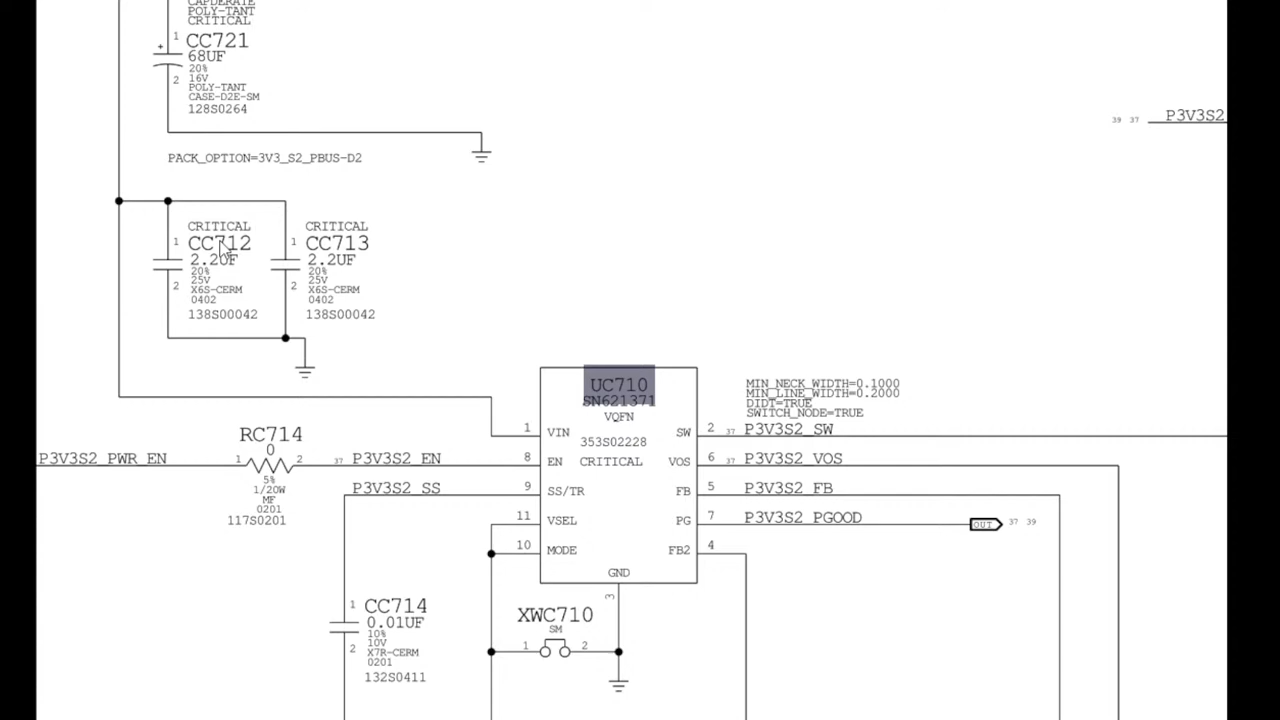 CAPDERATE
POLY-TANT
CRITICAL
1
CC721
+
68UF
20%
16V
2
POLY-TANT
CASE-D2E-SM
128S0264
39 37 P3V3S2
PACK_OPTION=3V3_S2_PBUS-D2
CRITICAL
1
CC712
2.2UF
20%
25V
2
X6S-CERM
0402
138S00042
CRITICAL
1
CC713
2.2UF
20%
25V
2
X6S-CERM
0402
138S00042
UC710
SN621371
VQFN
353S02228
CRITICAL
MIN_NECK_WIDTH=0.1000
MIN_LINE_WIDTH=0.2000
DIDT=TRUE
SWITCH_NODE=TRUE
1 VIN
SW 2 37 P3V3S2_SW
RC714
0
P3V3S2_PWR_EN 1 2 37 P3V3S2_EN 8 EN
VOS 6 37 P3V3S2_VOS
5%
1/20W
MF
0201
117S0201
P3V3S2_SS 9 SS/TR
FB 5 P3V3S2_FB
11 VSEL
PG 7 P3V3S2_PGOOD OUT 37 39
10 MODE
FB2 4
GND
3
1
CC714
0.01UF
10%
10V
2
X7R-CERM
0201
132S0411
XWC710
SM
1 2